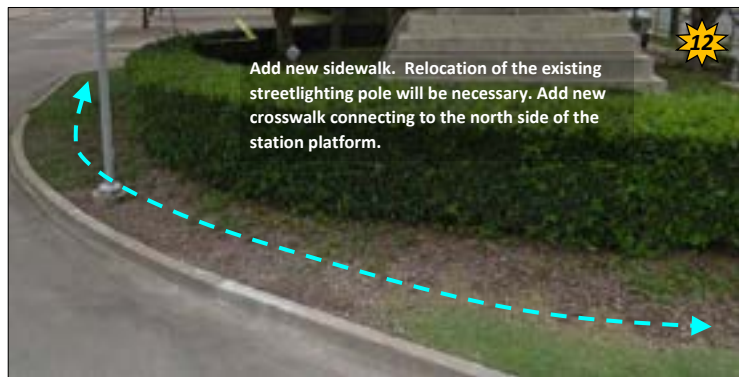 12
Add new sidewalk.  Relocation of the existing
streetlighting pole will be necessary. Add new
crosswalk connecting to the north side of the
station platform.